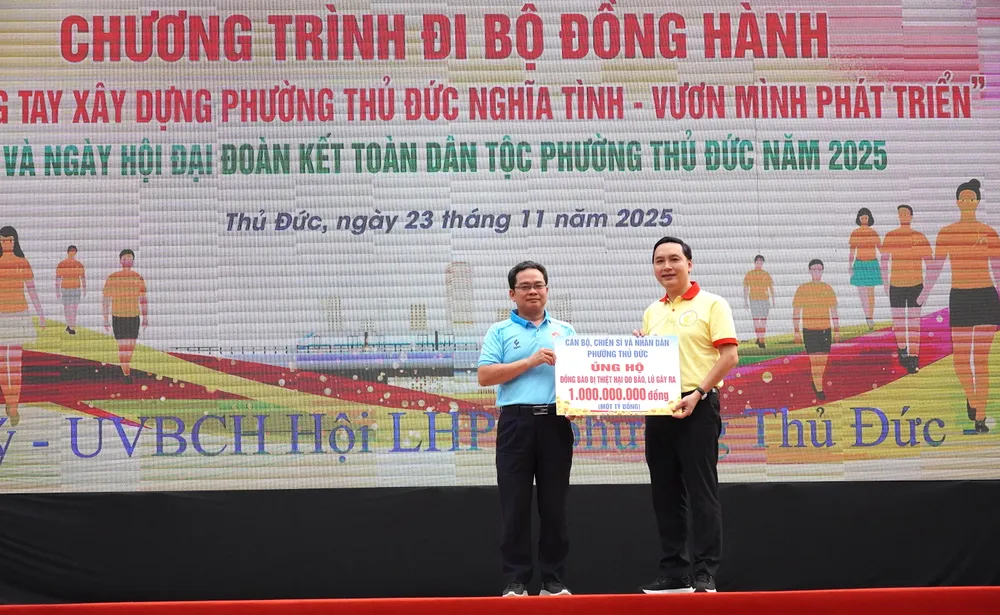 CHƯƠNG TRÌNH ĐI BỘ ĐỒNG HÀNH
TAY XÂY DỰNG PHƯỜNG THỦ ĐỨC NGHĨA TÌNH - VƯƠN MÌNH PHÁT TRIỂN"
VÀ NGÀY HỘI ĐẠI ĐOÀN KẾT TOÀN DÂN TỘC PHƯỜNG THỦ ĐỨC NĂM 2025
Thủ Đức, ngày 23 tháng 11 năm 2025
CÁN BỘ, CHIẾN SĨ VÀ NHÂN DÂN
PHƯỜNG THỦ ĐỨC
ỦNG HỘ
ĐỒNG BÀO BỊ THIỆT HẠI DO BÃO, LŨ GÂY RA
1.000.000.000 đồng
(MỘT TỶ ĐỒNG)
- UVBCH Hội LHP Thủ Đức -